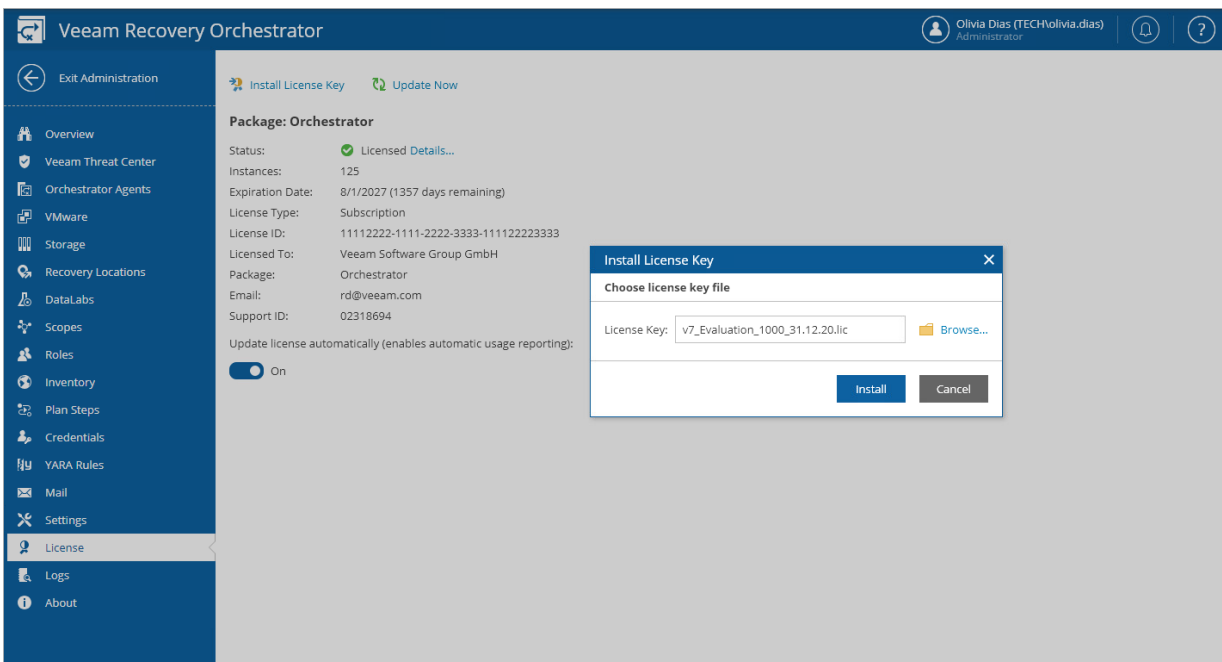 Veeam Recovery Orchestrator
Olivia Dias (TECH\olivia.dias)
Administrator
?
Exit Administration
Overview
Veeam Threat Center
Orchestrator Agents
VMware
Storage
Recovery Locations
DataLabs
Scopes
Roles
Inventory
Plan Steps
Credentials
YARA Rules
Mail
Settings
License
Logs
About
Install License Key Update Now
Package: Orchestrator
Status: Licensed Details...
Instances: 125
Expiration Date: 8/1/2027 (1357 days remaining)
License Type: Subscription
License ID: 11112222-1111-2222-3333-111122223333
Licensed To: Veeam Software Group GmbH
Package: Orchestrator
Email: rd@veeam.com
Support ID: 02318694
Update license automatically (enables automatic usage reporting):
On
Install License Key
Choose license key file
License Key: v7_Evaluation_1000_31.12.20.lic Browse...
Install Cancel